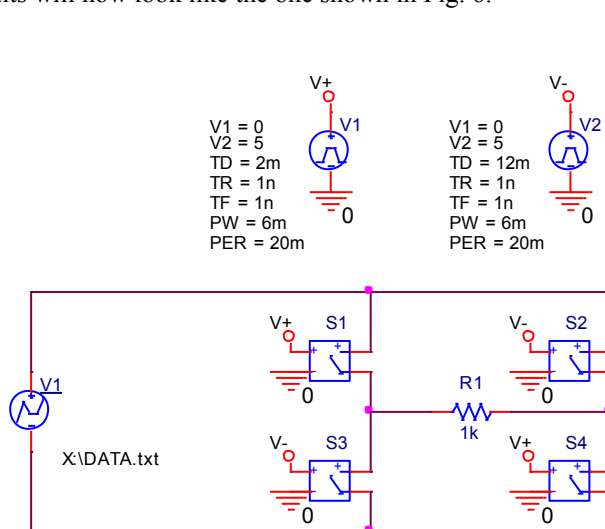 will now look like the one shown in Fig.
V+
V1
V1 = 0
V2 = 5
TD = 2m
TR = 1n
TF = 1n
PW = 6m
PER = 20m
0
V-
V2
V1 = 0
V2 = 5
TD = 12m
TR = 1n
TF = 1n
PW = 6m
PER = 20m
0
V+
S1
0
V-
S2
0
V1
X:\DATA.txt
R1
1k
V-
S3
0
V+
S4
0